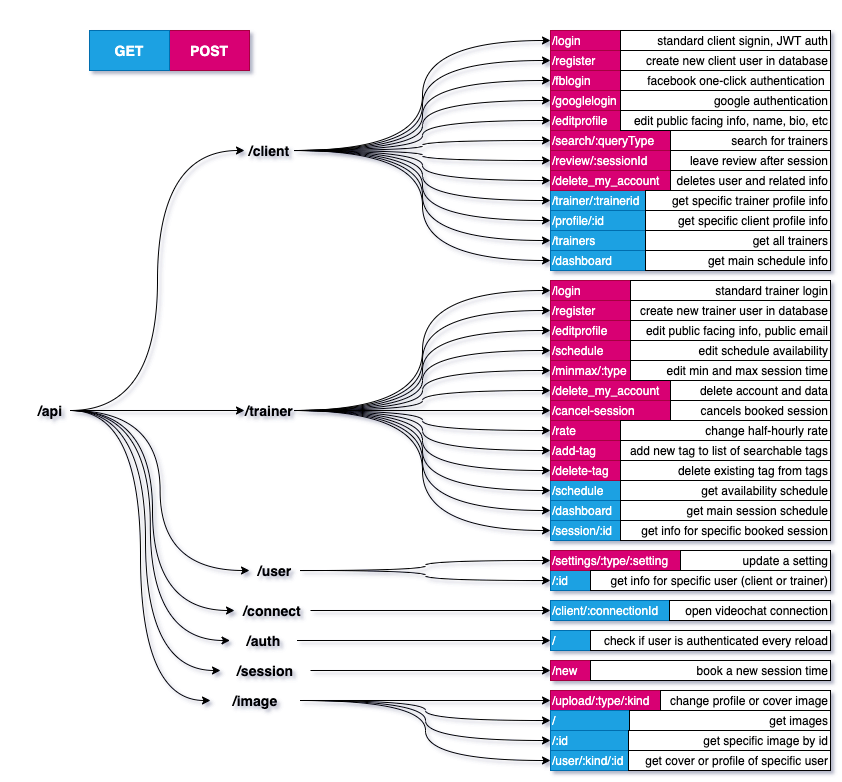 GET POST
/api
/client
/login standard client signin, JWT auth
/register create new client user in database
/fblogin facebook one-click authentication
/googlelogin google authentication
/editprofile edit public facing info, name, bio, etc
/search/:queryType search for trainers
/review/:sessionId leave review after session
/delete_my_account deletes user and related info
/trainer/:trainerid get specific trainer profile info
/profile/:id get specific client profile info
/trainers get all trainers
/dashboard get main schedule info
/trainer
/login standard trainer login
/register create new trainer user in database
/editprofile edit public facing info, public email
/schedule edit schedule availability
/minmax/:type edit min and max session time
/delete_my_account delete account and data
/cancel-session cancels booked session
/rate change half-hourly rate
/add-tag add new tag to list of searchable tags
/delete-tag delete existing tag from tags
/schedule get availability schedule
/dashboard get main session schedule
/session/:id get info for specific booked session
/user
/settings/:type/:setting update a setting
/:id get info for specific user (client or trainer)
/connect
/client/:connectionId open videochat connection
/auth
/ check if user is authenticated every reload
/session
/new book a new session time
/image
/upload/:type/:kind change profile or cover image
/ get images
/:id get specific image by id
/user/:kind/:id get cover or profile of specific user